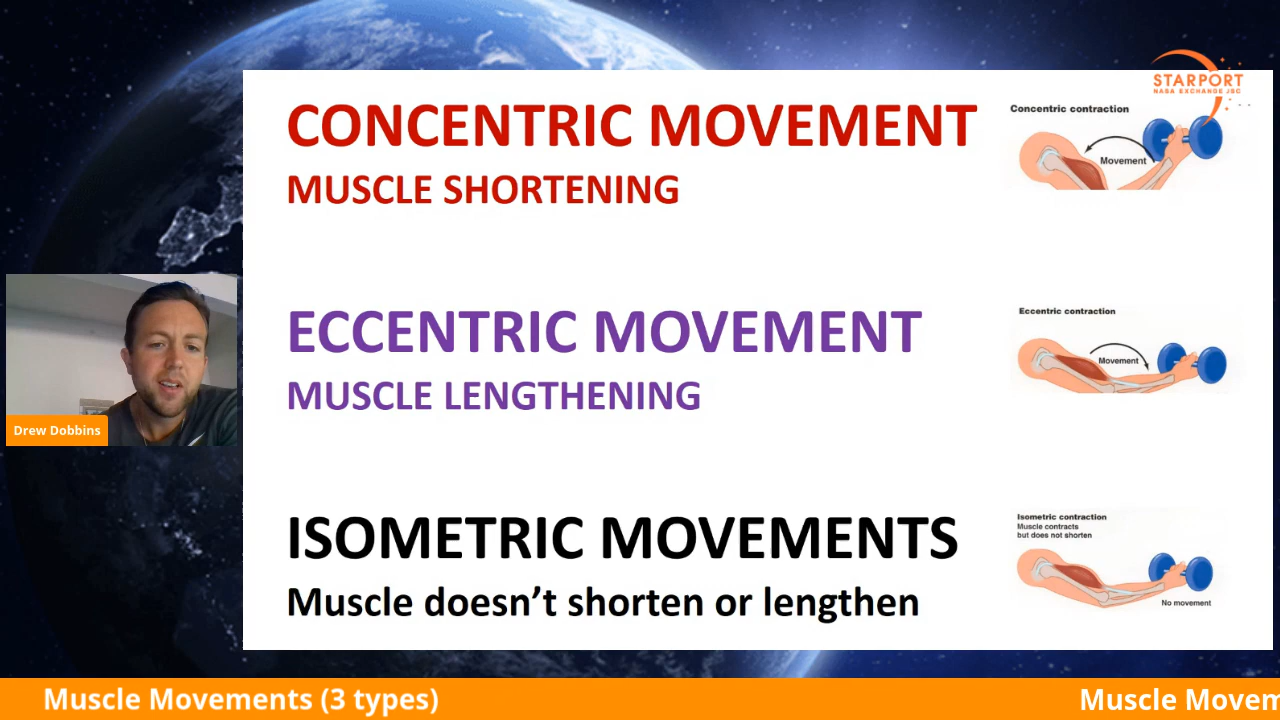 STARPORT
NASA EXCHANGE JSC
CONCENTRIC MOVEMENT
MUSCLE SHORTENING
Concentric contraction
Movement
ECCENTRIC MOVEMENT
MUSCLE LENGTHENING
Eccentric contraction
Movement
Drew Dobbins
ISOMETRIC MOVEMENTS
Muscle doesn’t shorten or lengthen
Isometric contraction
Muscle contracts
but does not shorten
No movement
Muscle Movements (3 types)
Muscle Movem